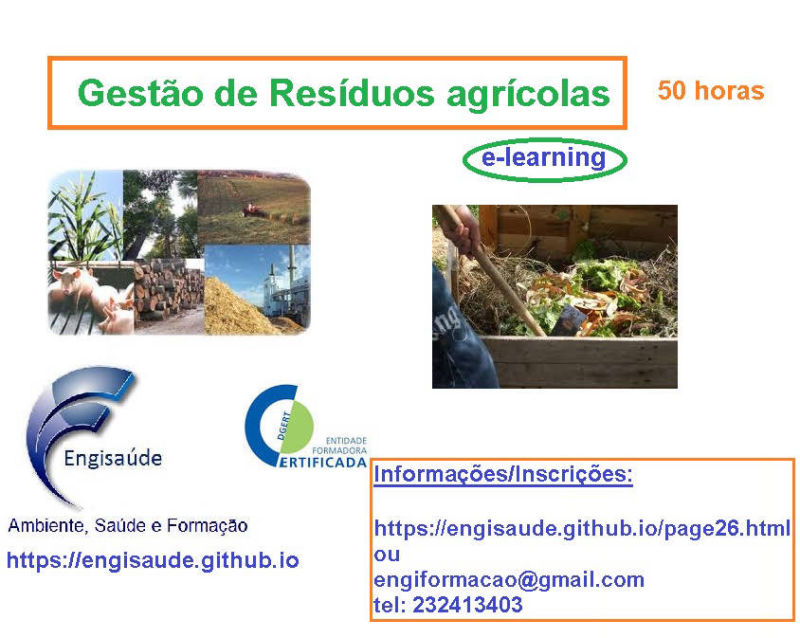 Gestão de Resíduos agrícolas
50 horas
e-learning
Engisaúde
Ambiente, Saúde e Formação
https://engisaude.github.io
DGERT
ENTIDADE
FORMADORA
CERTIFICADA
Informações/Inscrições:
https://engisaude.github.io/page26.html
ou
engiformacao@gmail.com
tel: 232413403